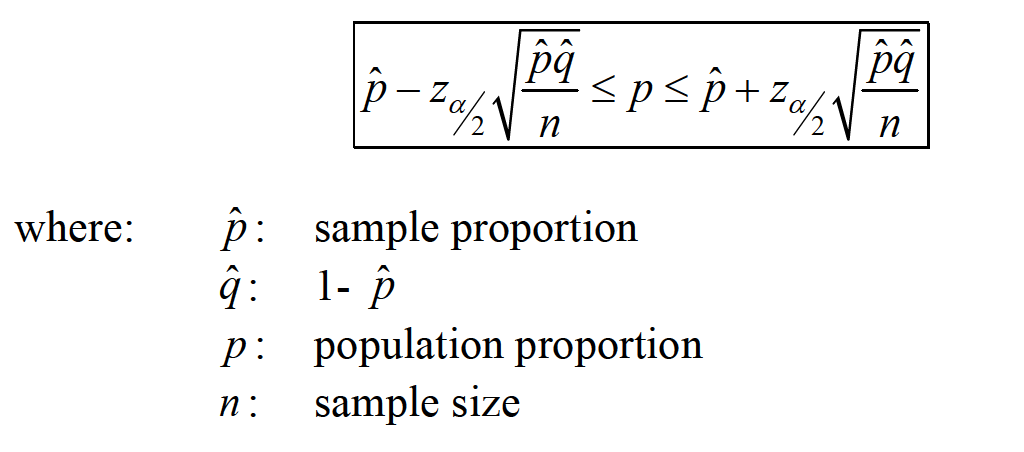 p̂ − z_{α/2} √(p̂q̂/n) ≤ p ≤ p̂ + z_{α/2} √(p̂q̂/n)
where: p̂ : sample proportion
q̂ : 1- p̂
p : population proportion
n : sample size